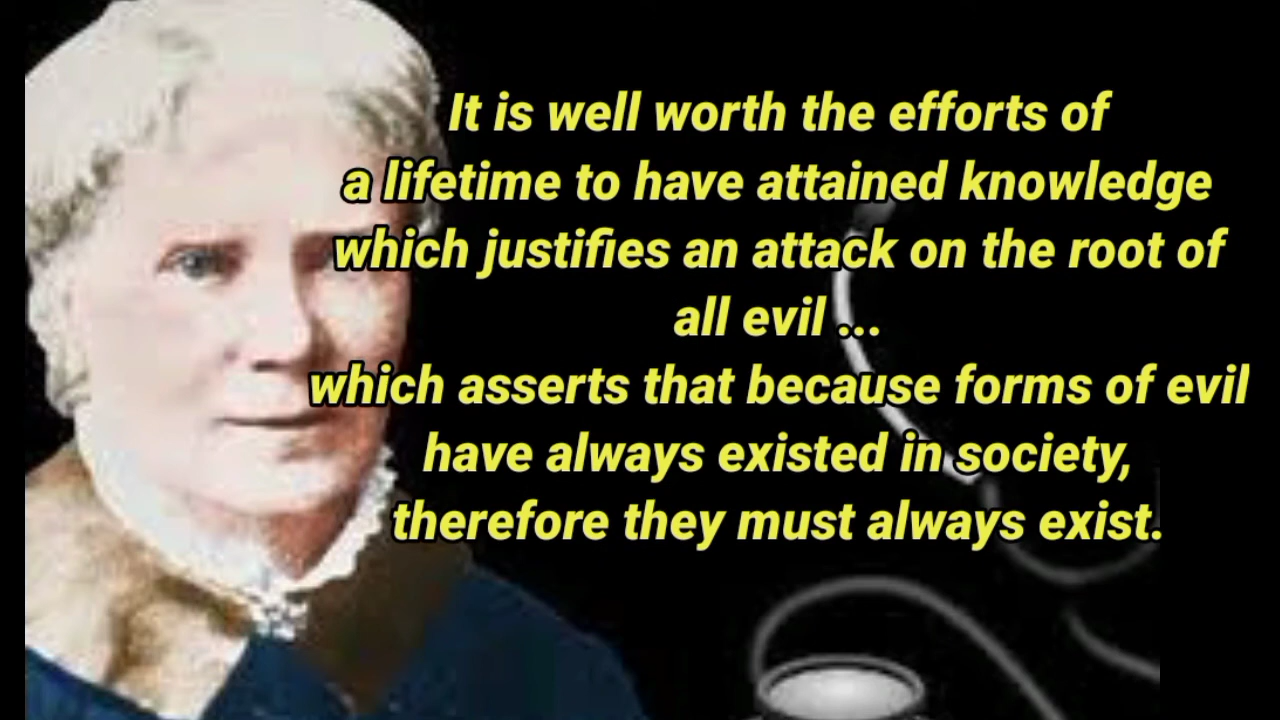 It is well worth the efforts of
a lifetime to have attained knowledge
which justifies an attack on the root of
all evil ...
which asserts that because forms of evil
have always existed in society,
therefore they must always exist.